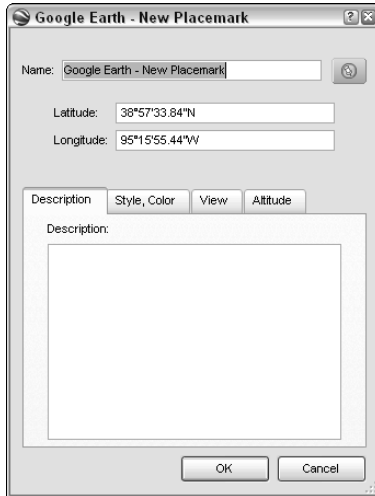 Google Earth - New Placemark
Name: Google Earth - New Placemark
Latitude: 38°57'33.84"N
Longitude: 95°15'55.44"W
Description Style, Color View Altitude
Description:
OK Cancel